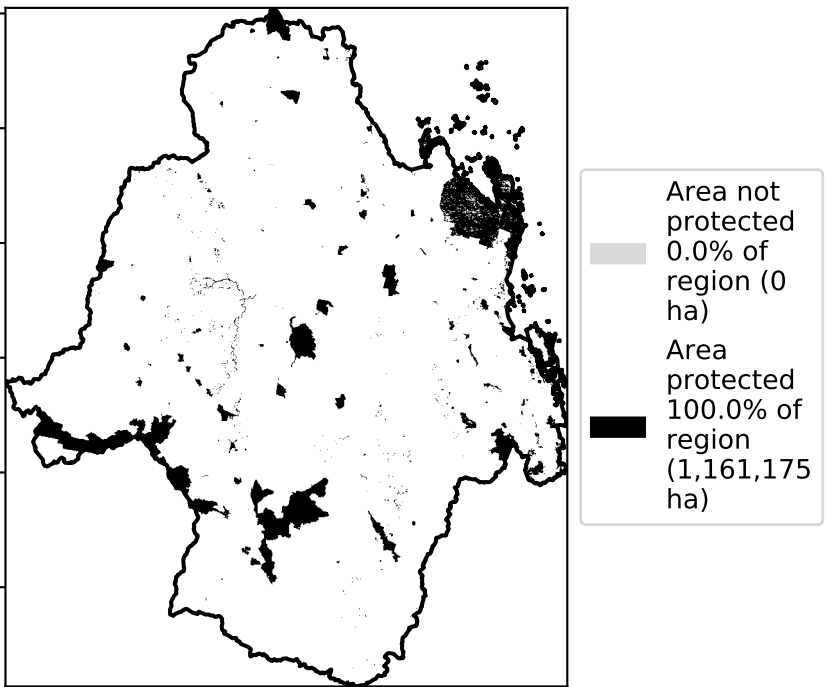 Area not
protected
0.0% of
region (0
ha)
Area
protected
100.0% of
region
(1,161,175
ha)